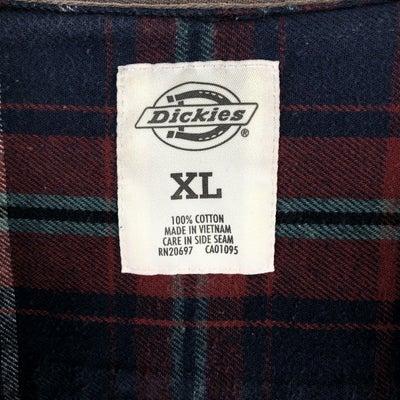 Dickies ®
XL
100% COTTON
MADE IN VIETNAM
CARE IN SIDE SEAM
RN20697 CA01095